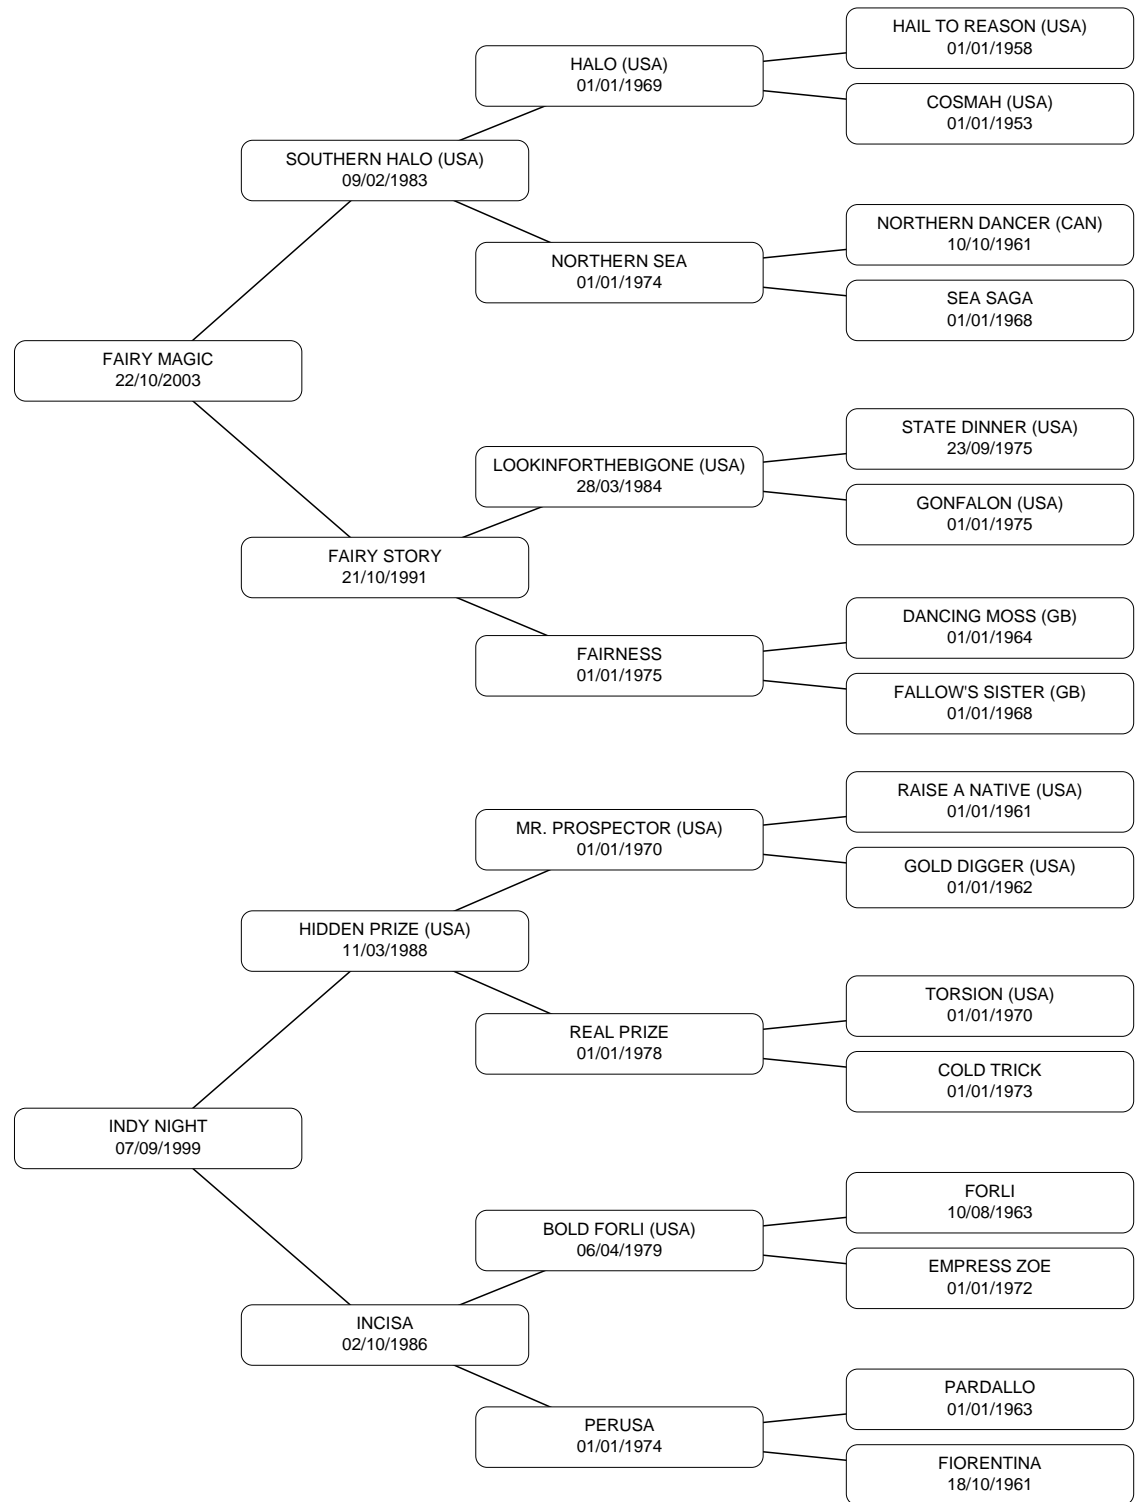 HAIL TO REASON (USA)
01/01/1958
HALO (USA)
01/01/1969
COSMAH (USA)
01/01/1953
SOUTHERN HALO (USA)
09/02/1983
NORTHERN DANCER (CAN)
10/10/1961
NORTHERN SEA
01/01/1974
SEA SAGA
01/01/1968
FAIRY MAGIC
22/10/2003
STATE DINNER (USA)
23/09/1975
LOOKINFORTHEBIGONE (USA)
28/03/1984
GONFALON (USA)
01/01/1975
FAIRY STORY
21/10/1991
DANCING MOSS (GB)
01/01/1964
FAIRNESS
01/01/1975
FALLOW'S SISTER (GB)
01/01/1968
RAISE A NATIVE (USA)
01/01/1961
MR. PROSPECTOR (USA)
01/01/1970
GOLD DIGGER (USA)
01/01/1962
HIDDEN PRIZE (USA)
11/03/1988
TORSION (USA)
01/01/1970
REAL PRIZE
01/01/1978
COLD TRICK
01/01/1973
INDY NIGHT
07/09/1999
FORLI
10/08/1963
BOLD FORLI (USA)
06/04/1979
EMPRESS ZOE
01/01/1972
INCISA
02/10/1986
PARDALLO
01/01/1963
PERUSA
01/01/1974
FIORENTINA
18/10/1961